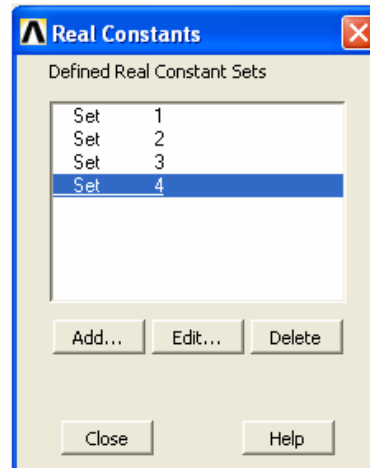 Real Constants
Defined Real Constant Sets
Set 1
Set 2
Set 3
Set 4
Add... Edit... Delete
Close Help